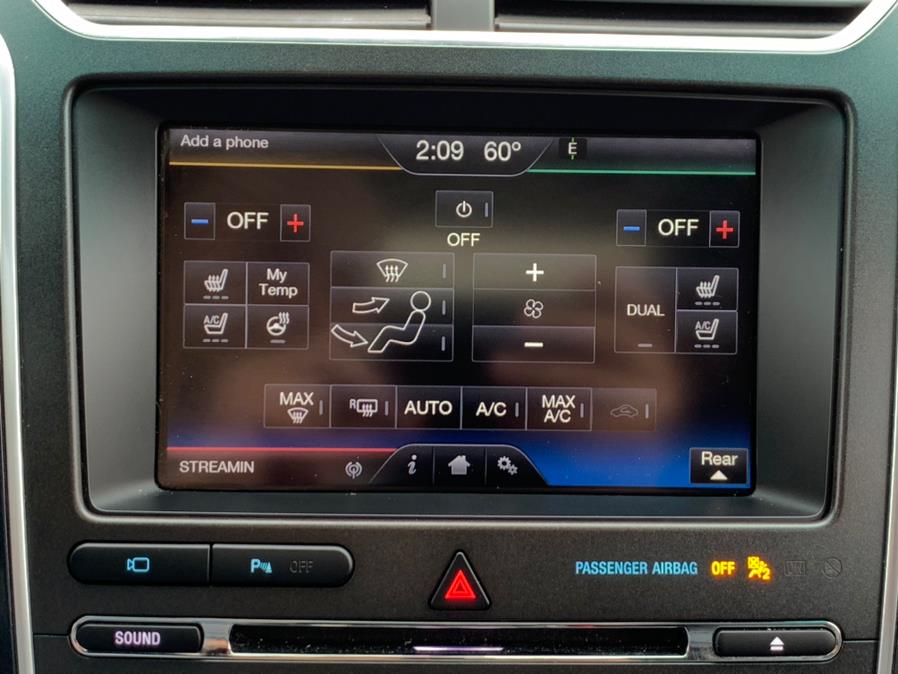 Add a phone
2:09 60°
E
OFF
OFF
OFF
My
Temp
A/C
DUAL
A/C
MAX
R
AUTO
A/C
MAX
A/C
STREAMIN
i
Rear
P OFF
PASSENGER AIRBAG OFF
2
SOUND